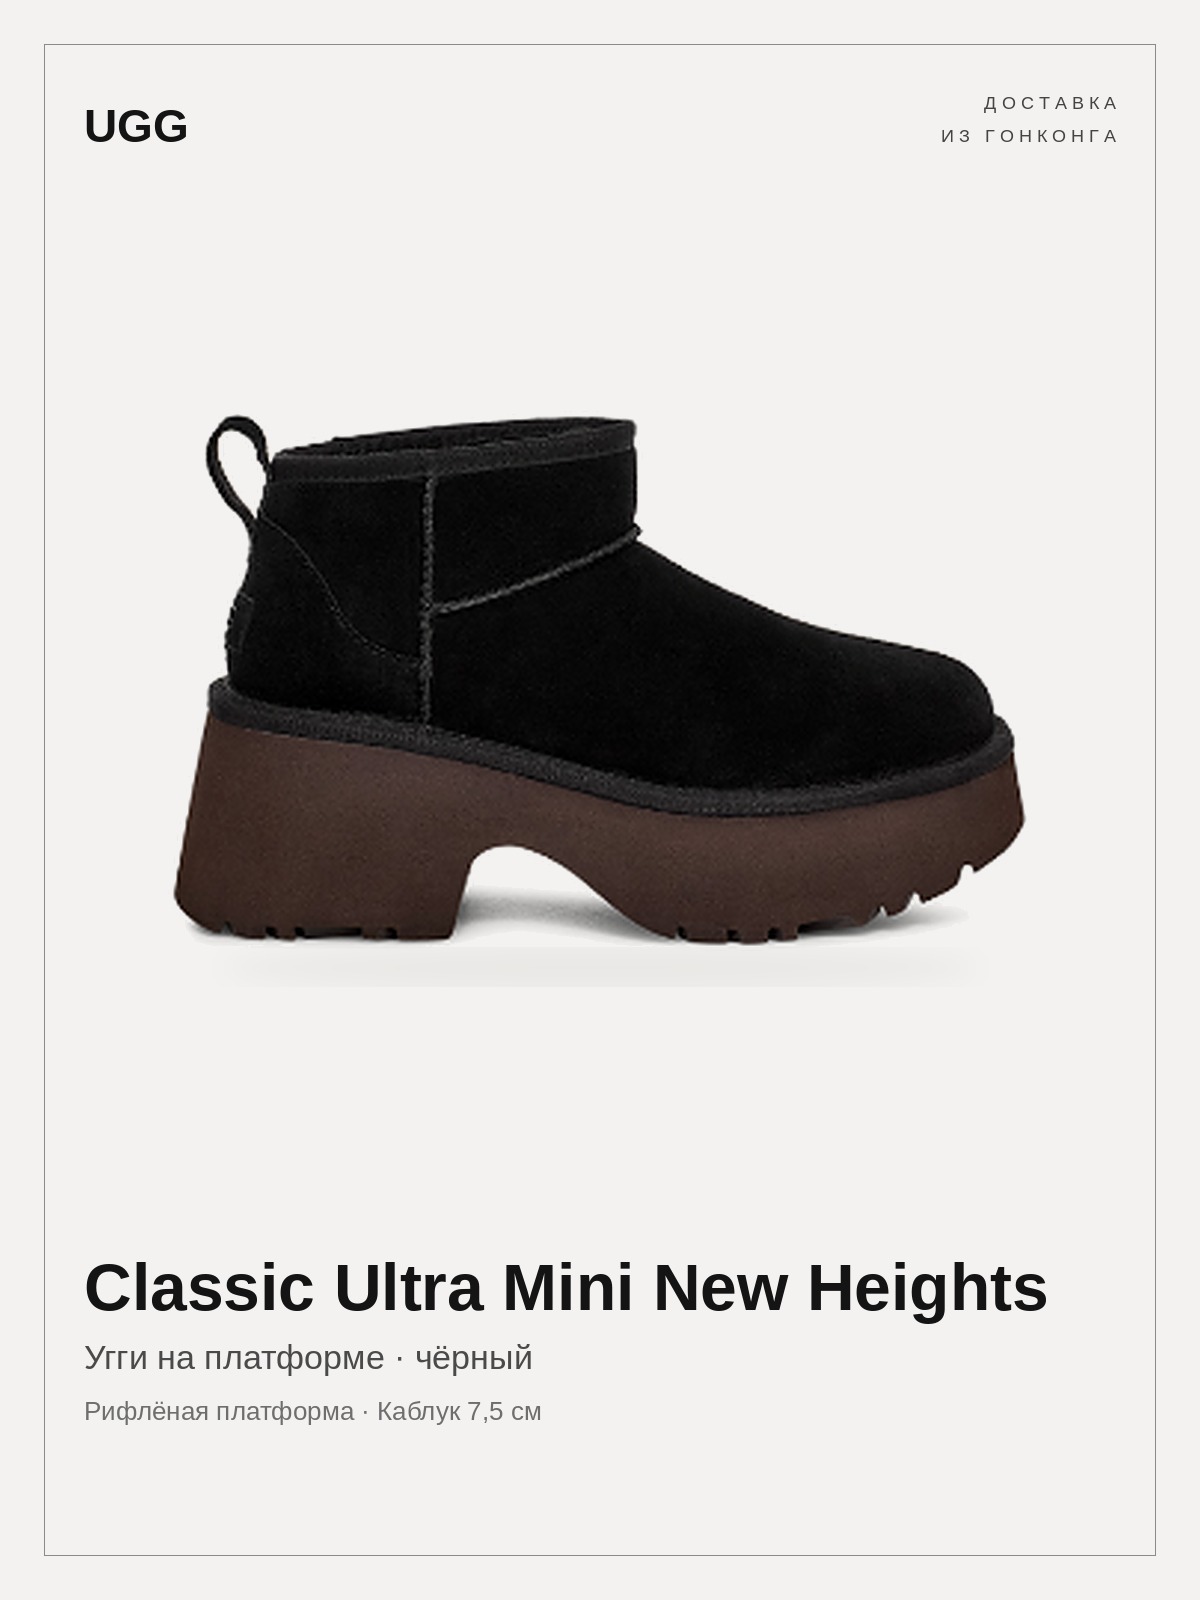 UGG
ДОСТАВКА
ИЗ ГОНКОНГА
Classic Ultra Mini New Heights
Угги на платформе · чёрный
Рифлёная платформа · Каблук 7,5 см